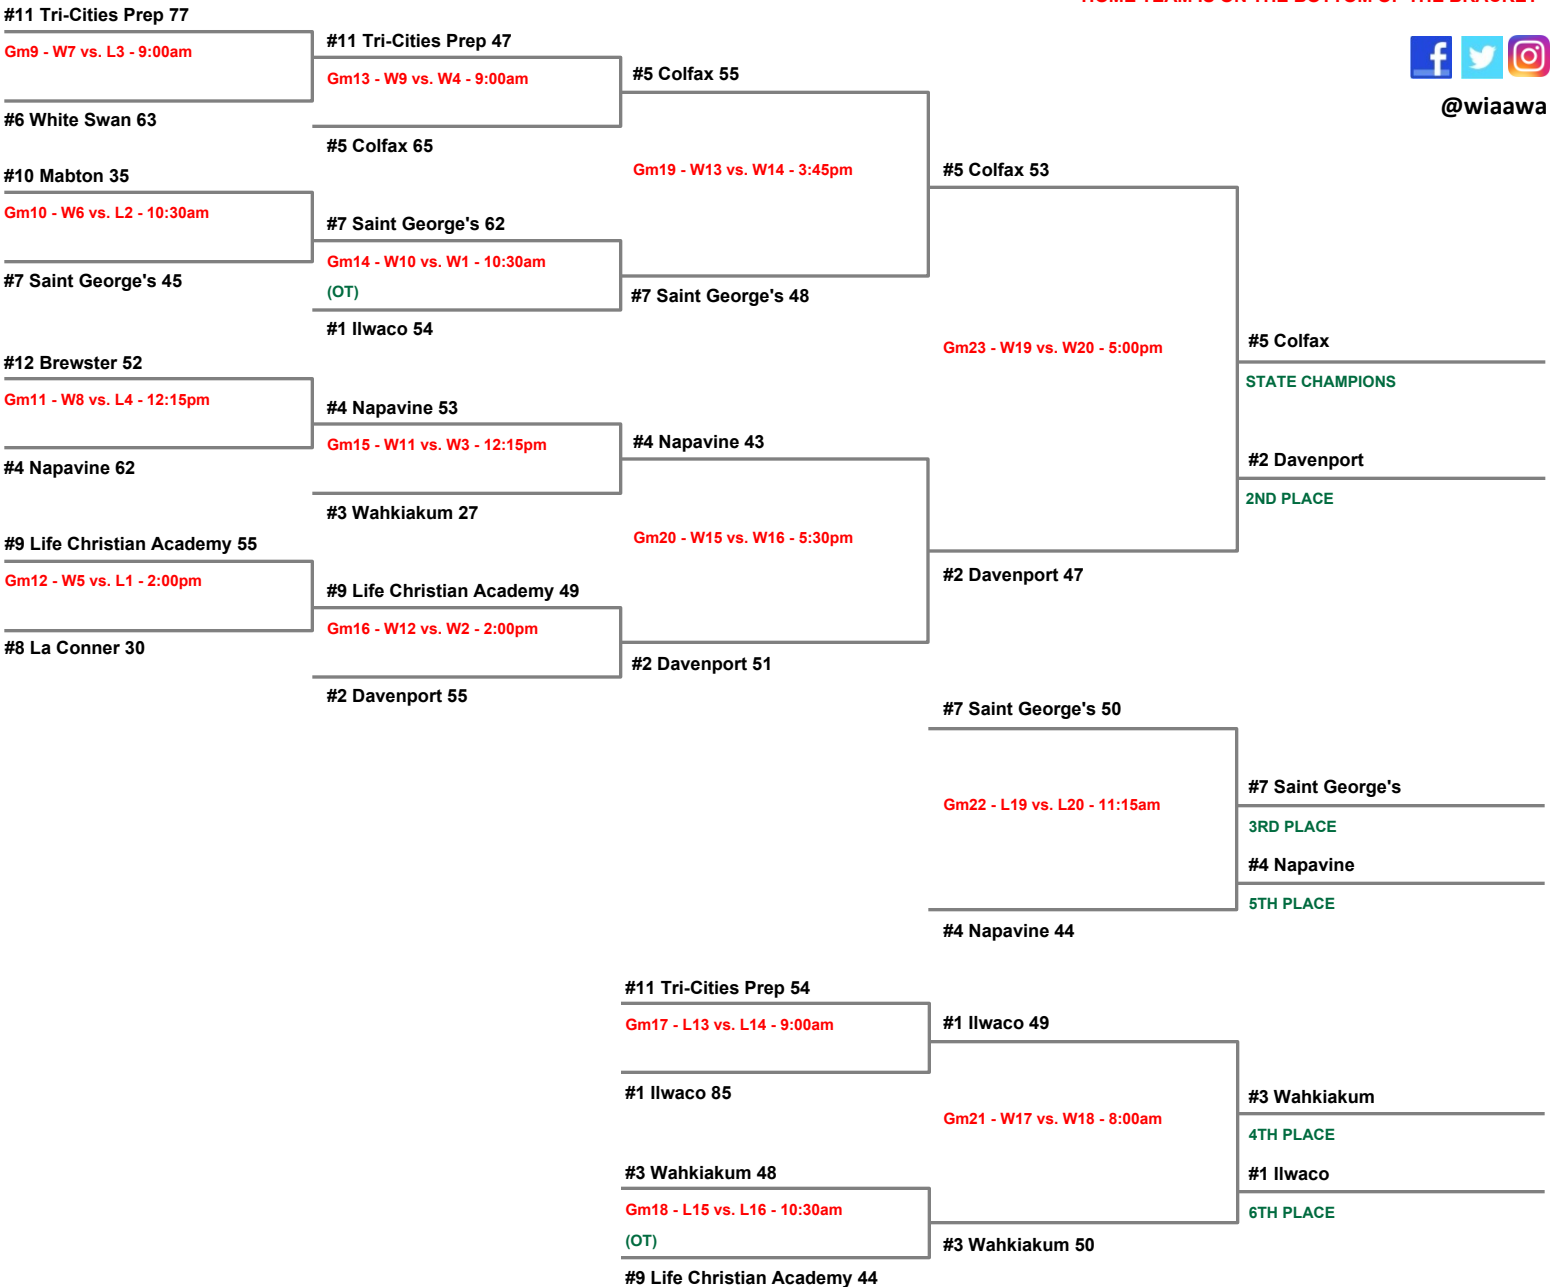 HOME TEAM IS ON THE BOTTOM OF THE BRACKET
@wiaawa
#11 Tri-Cities Prep 77
Gm9 - W7 vs. L3 - 9:00am
#6 White Swan 63
#10 Mabton 35
Gm10 - W6 vs. L2 - 10:30am
#7 Saint George's 45
#12 Brewster 52
Gm11 - W8 vs. L4 - 12:15pm
#4 Napavine 62
#9 Life Christian Academy 55
Gm12 - W5 vs. L1 - 2:00pm
#8 La Conner 30
#11 Tri-Cities Prep 47
Gm13 - W9 vs. W4 - 9:00am
#5 Colfax 65
#7 Saint George's 62
Gm14 - W10 vs. W1 - 10:30am
(OT)
#1 Ilwaco 54
#4 Napavine 53
Gm15 - W11 vs. W3 - 12:15pm
#3 Wahkiakum 27
#9 Life Christian Academy 49
Gm16 - W12 vs. W2 - 2:00pm
#2 Davenport 55
#5 Colfax 55
Gm19 - W13 vs. W14 - 3:45pm
#7 Saint George's 48
#4 Napavine 43
Gm20 - W15 vs. W16 - 5:30pm
#2 Davenport 51
#5 Colfax 53
Gm23 - W19 vs. W20 - 5:00pm
#2 Davenport 47
#5 Colfax
STATE CHAMPIONS
#2 Davenport
2ND PLACE
#7 Saint George's 50
Gm22 - L19 vs. L20 - 11:15am
#4 Napavine 44
#7 Saint George's
3RD PLACE
#4 Napavine
5TH PLACE
#11 Tri-Cities Prep 54
Gm17 - L13 vs. L14 - 9:00am
#1 Ilwaco 85
#3 Wahkiakum 48
Gm18 - L15 vs. L16 - 10:30am
(OT)
#9 Life Christian Academy 44
#1 Ilwaco 49
Gm21 - W17 vs. W18 - 8:00am
#3 Wahkiakum 50
#3 Wahkiakum
4TH PLACE
#1 Ilwaco
6TH PLACE